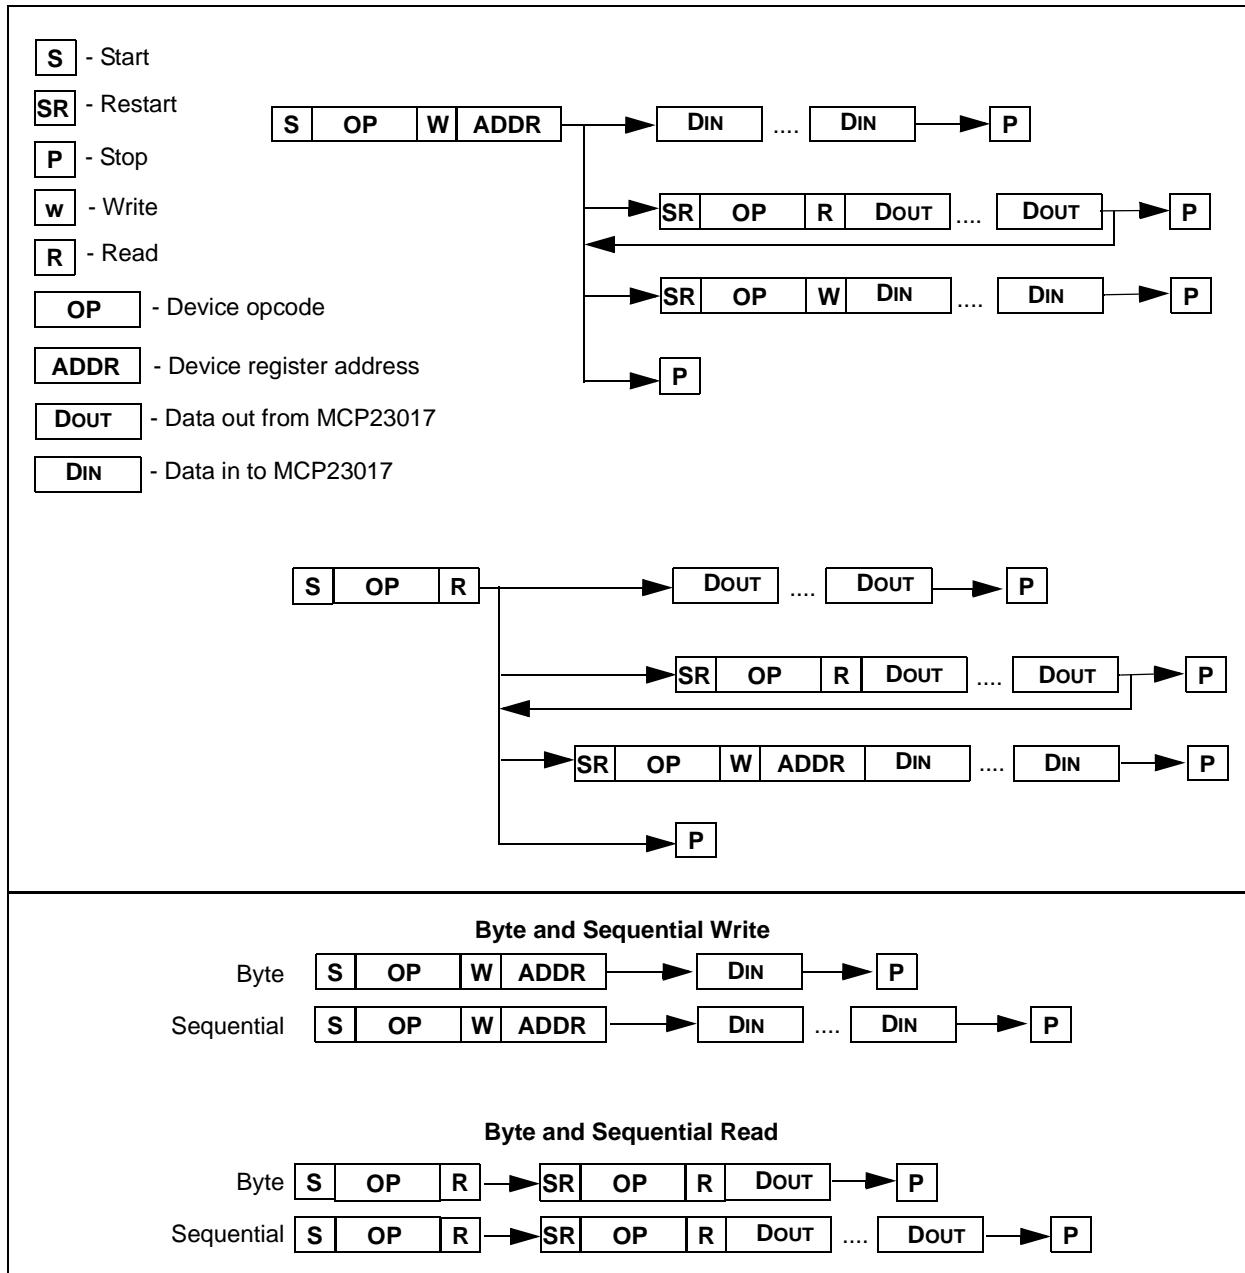 S - Start
SR - Restart
P - Stop
w - Write
R - Read
OP - Device opcode
ADDR - Device register address
DOUT - Data out from MCP23017
DIN - Data in to MCP23017
S OP W ADDR DIN .... DIN P
SR OP R DOUT .... DOUT P
SR OP W DIN .... DIN P
P
S OP R DOUT .... DOUT P
SR OP R DOUT .... DOUT P
SR OP W ADDR DIN .... DIN P
P
Byte and Sequential Write
Byte S OP W ADDR DIN P
Sequential S OP W ADDR DIN .... DIN P
Byte and Sequential Read
Byte S OP R SR OP R DOUT P
Sequential S OP R SR OP R DOUT .... DOUT P